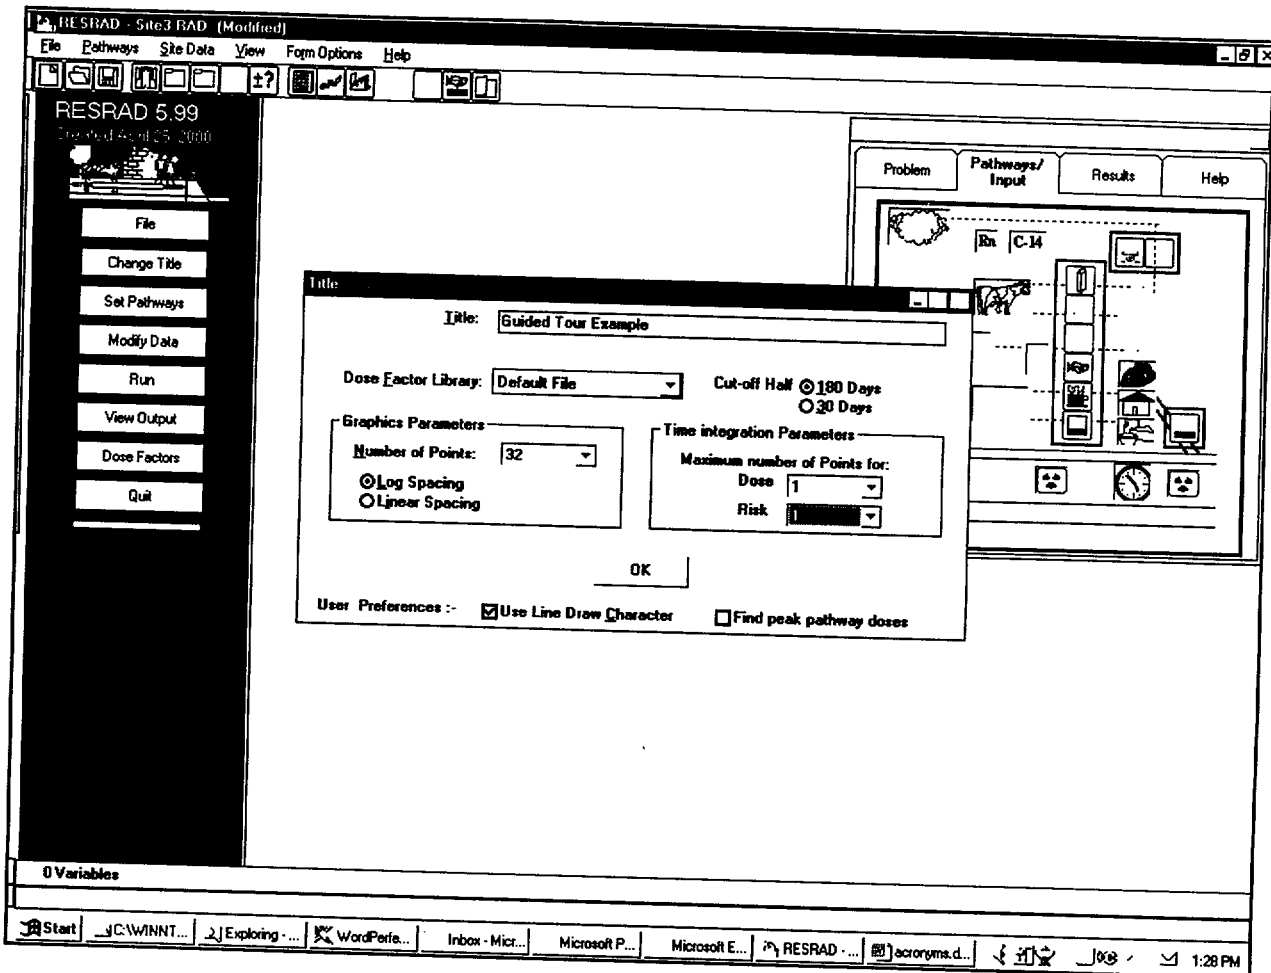 RESRAD - Site3.RAD (Modified)
File Pathways Site Data View Form Options Help
±?
RESRAD 5.99
Created April 25, 2000
File
Change Title
Set Pathways
Modify Data
Run
View Output
Dose Factors
Quit
Problem
Pathways/
Input
Results
Help
Rn C-14
Title
Title: Guided Tour Example
Dose Factor Library: Default File
Cut-off Half 180 Days
30 Days
Graphics Parameters
Number of Points: 32
Log Spacing
Linear Spacing
Time integration Parameters
Maximum number of Points for:
Dose 1
Risk 1
OK
User Preferences :- Use Line Draw Character Find peak pathway doses
0 Variables
Start C:\WINNT... Exploring - ... WordPerfe... Inbox - Micr... Microsoft P... Microsoft E... RESRAD - ... acronyms.d... 1:28 PM